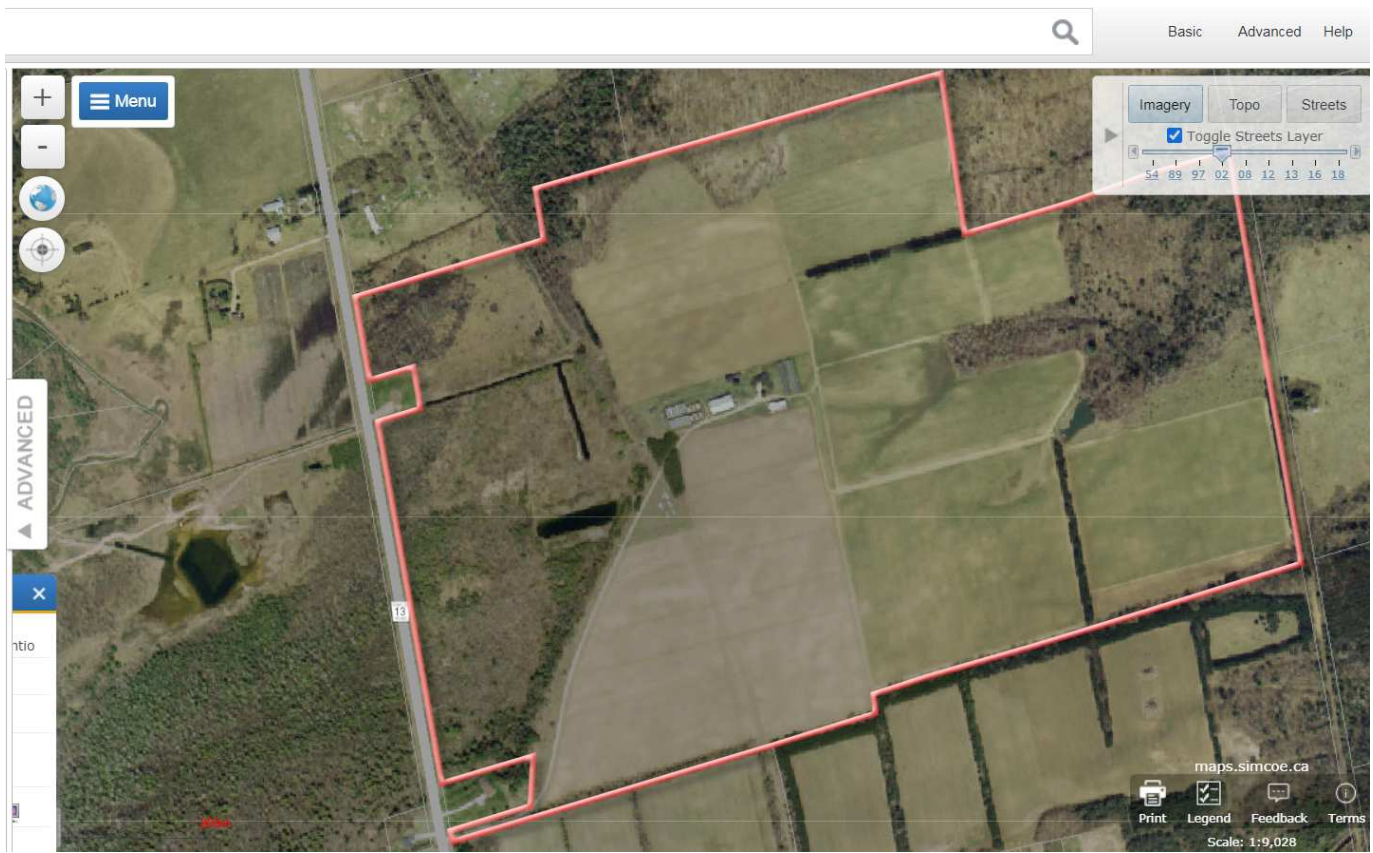 Basic Advanced Help
+
Menu
-
Imagery Topo Streets
Toggle Streets Layer
54 89 97 02 08 12 13 16 18
ADVANCED
13
ntio
maps.simcoe.ca
Print Legend Feedback Terms
Scale: 1:9,028